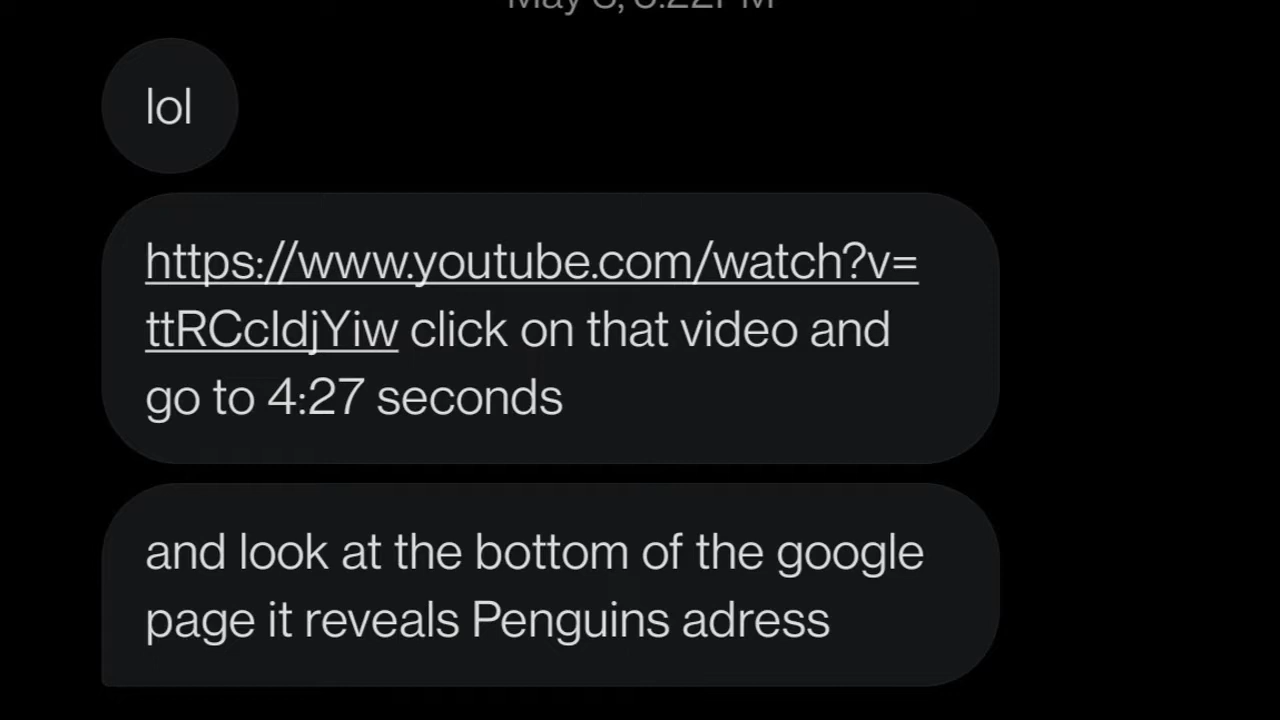 lol
https://www.youtube.com/watch?v=
ttRCcldjYiw click on that video and
go to 4:27 seconds
and look at the bottom of the google
page it reveals Penguins adress